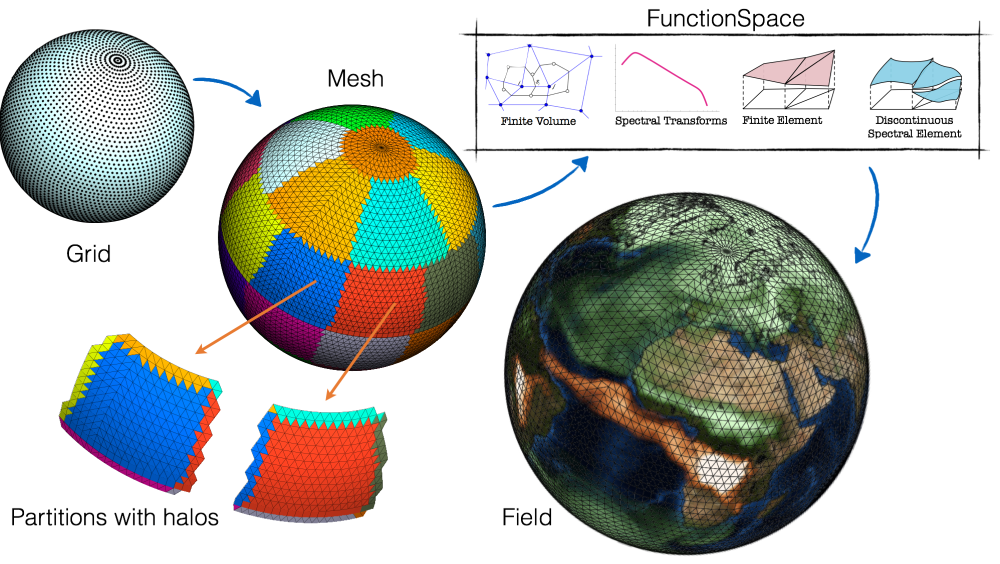 FunctionSpace
Mesh
i
S
j
Finite Volume
Spectral Transforms
Finite Element
Discontinuous
Spectral Element
Grid
Partitions with halos
Field